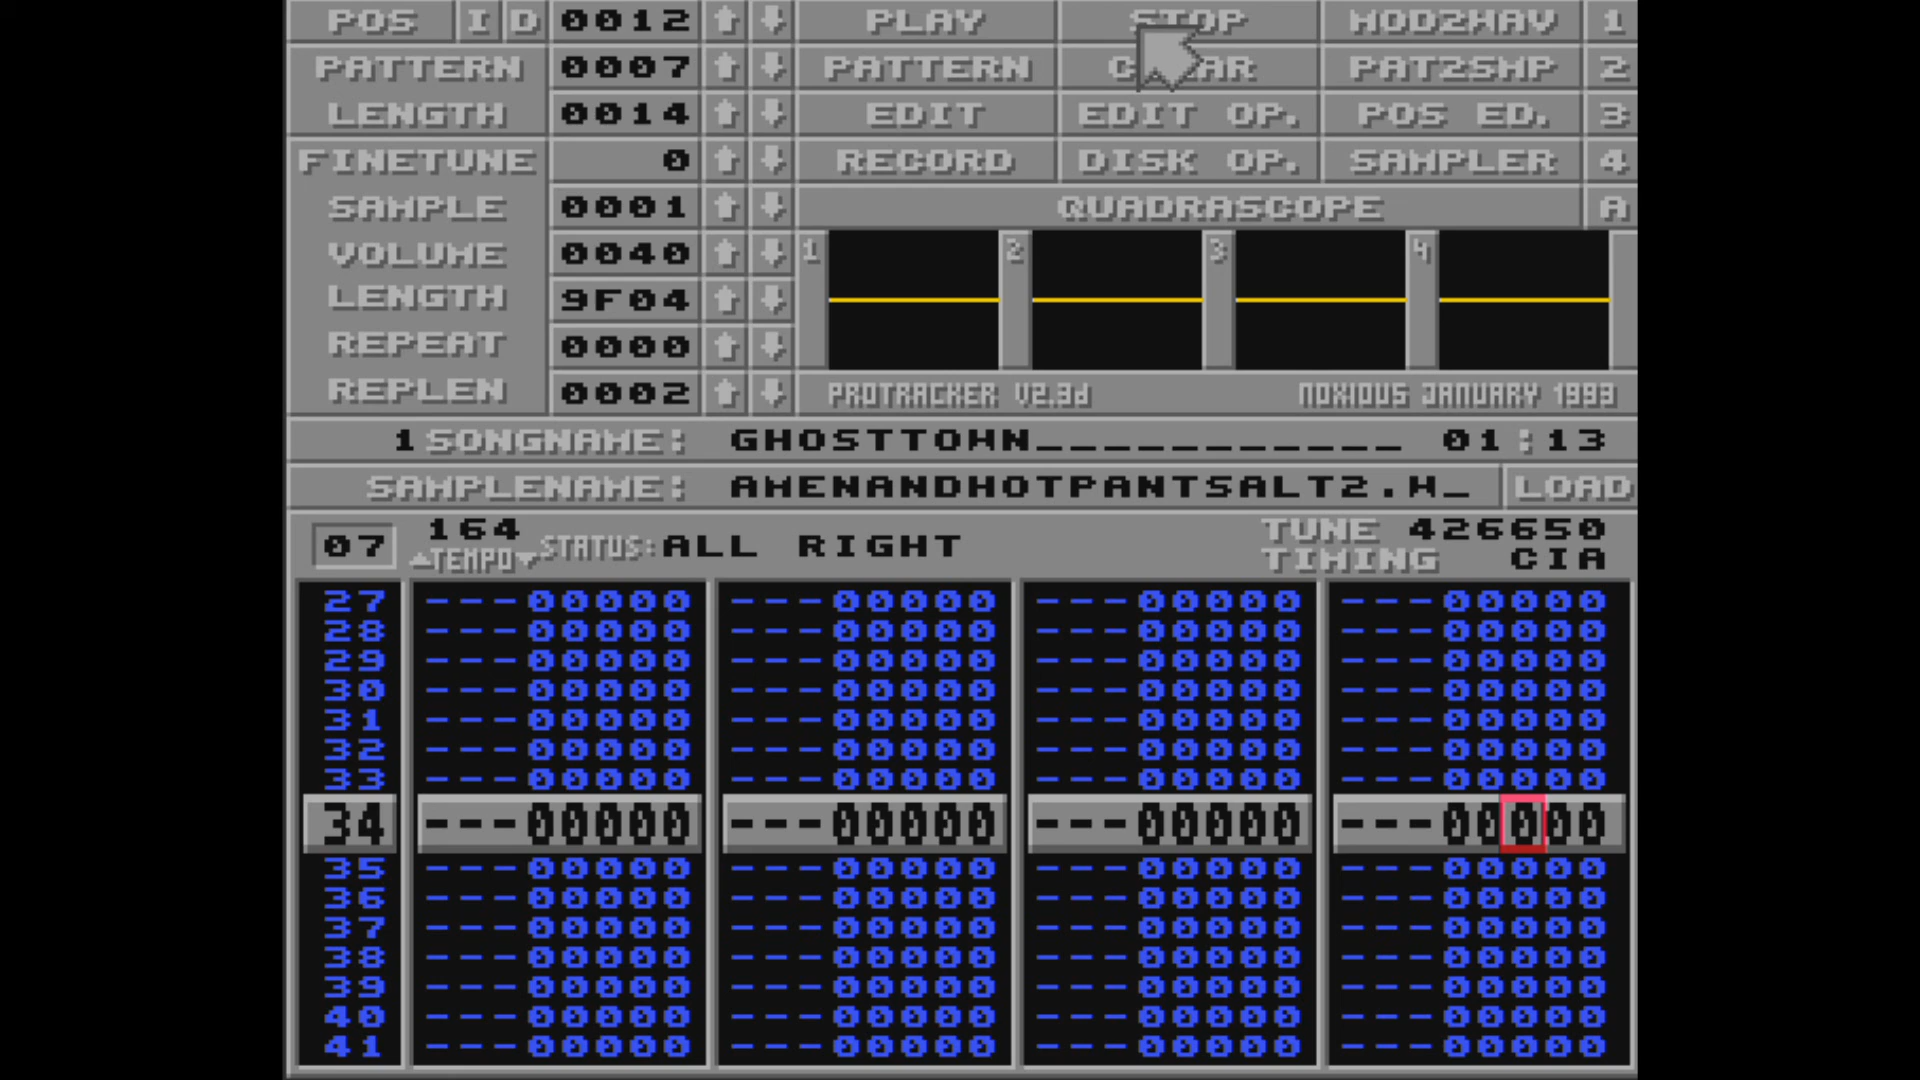 POS I D 0012 PLAY STOP MOD2WAV 1
PATTERN 0007 PATTERN 2 PAT2SMP
LENGTH 0014 EDIT EDIT OP. POS ED. 3
FINETUNE 0 RECORD DISK OP. SAMPLER 4
SAMPLE 0001 QUADRASCOPE A
VOLUME 0040 1 2 3 4
LENGTH 9F04
REPEAT 0000
REPLEN 0002 PROTRACKER V2.3d NOXIOUS JANUARY 1993
1 SONGNAME: GHOSTTOWN___________ 01:13
SAMPLENAME: AMENANDHOTPANTSALT2.W_ LOAD
07 164 TEMPO STATUS: ALL RIGHT TUNE 426650
TIMING CIA
27 ---00000 ---00000 ---00000 ---00000
28 ---00000 ---00000 ---00000 ---00000
29 ---00000 ---00000 ---00000 ---00000
30 ---00000 ---00000 ---00000 ---00000
31 ---00000 ---00000 ---00000 ---00000
32 ---00000 ---00000 ---00000 ---00000
33 ---00000 ---00000 ---00000 ---00000
34 ---00000 ---00000 ---00000 ---00000
35 ---00000 ---00000 ---00000 ---00000
36 ---00000 ---00000 ---00000 ---00000
37 ---00000 ---00000 ---00000 ---00000
38 ---00000 ---00000 ---00000 ---00000
39 ---00000 ---00000 ---00000 ---00000
40 ---00000 ---00000 ---00000 ---00000
41 ---00000 ---00000 ---00000 ---00000